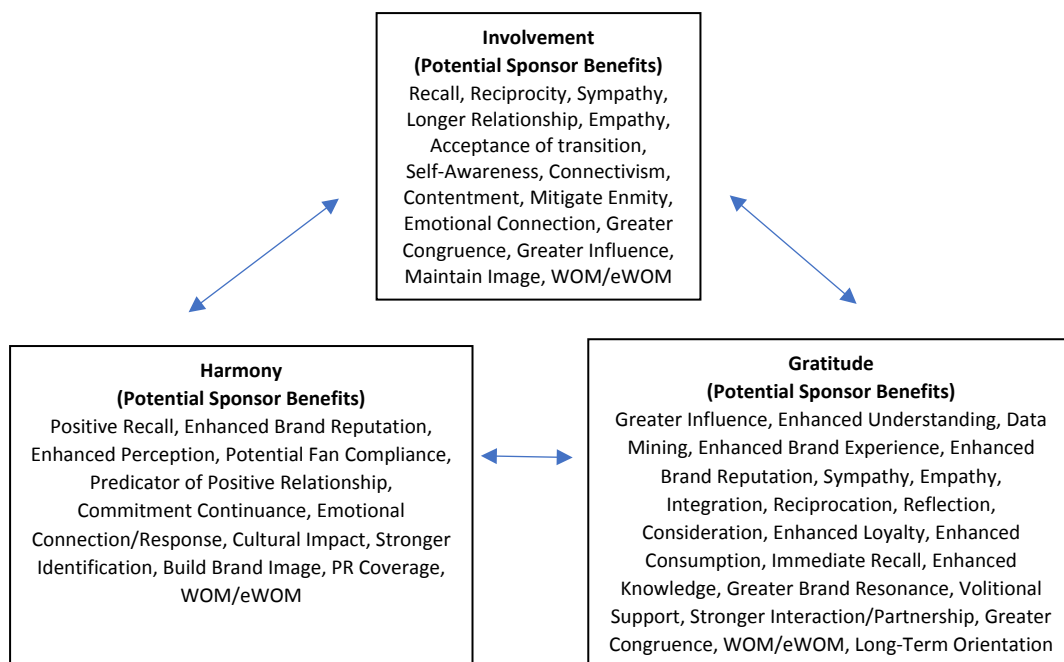 Involvement
(Potential Sponsor Benefits)
Recall, Reciprocity, Sympathy,
Longer Relationship, Empathy,
Acceptance of transition,
Self-Awareness, Connectivism,
Contentment, Mitigate Enmity,
Emotional Connection, Greater
Congruence, Greater Influence,
Maintain Image, WOM/eWOM
Harmony
(Potential Sponsor Benefits)
Positive Recall, Enhanced Brand Reputation,
Enhanced Perception, Potential Fan Compliance,
Predicator of Positive Relationship,
Commitment Continuance, Emotional
Connection/Response, Cultural Impact, Stronger
Identification, Build Brand Image, PR Coverage,
WOM/eWOM
Gratitude
(Potential Sponsor Benefits)
Greater Influence, Enhanced Understanding, Data
Mining, Enhanced Brand Experience, Enhanced
Brand Reputation, Sympathy, Empathy,
Integration, Reciprocation, Reflection,
Consideration, Enhanced Loyalty, Enhanced
Consumption, Immediate Recall, Enhanced
Knowledge, Greater Brand Resonance, Volitional
Support, Stronger Interaction/Partnership, Greater
Congruence, WOM/eWOM, Long-Term Orientation